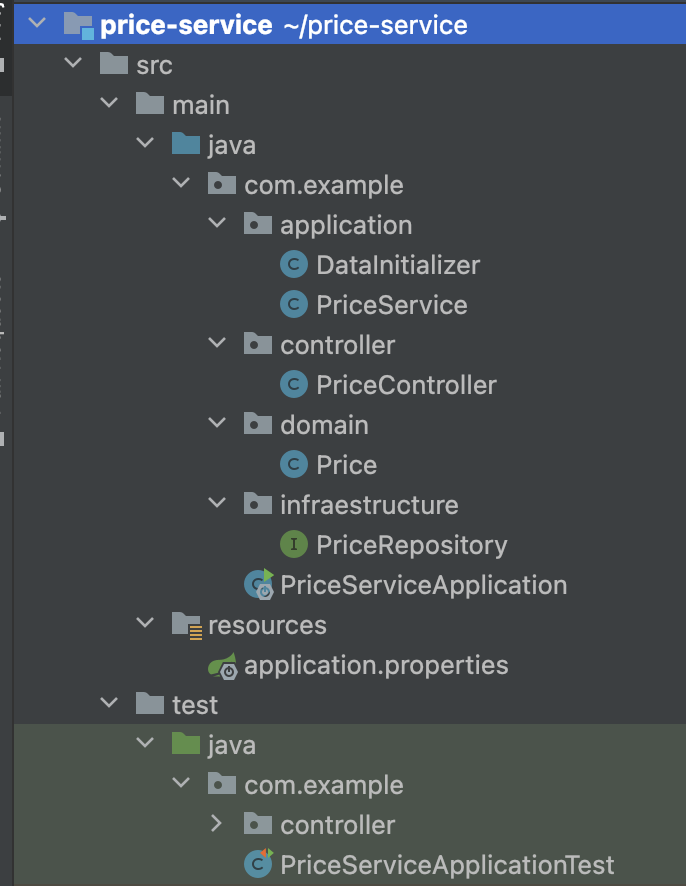 price-service ~/price-service
src
main
java
com.example
application
DataInitializer
PriceService
controller
PriceController
domain
Price
infraestructure
PriceRepository
PriceServiceApplication
resources
application.properties
test
java
com.example
controller
PriceServiceApplicationTest